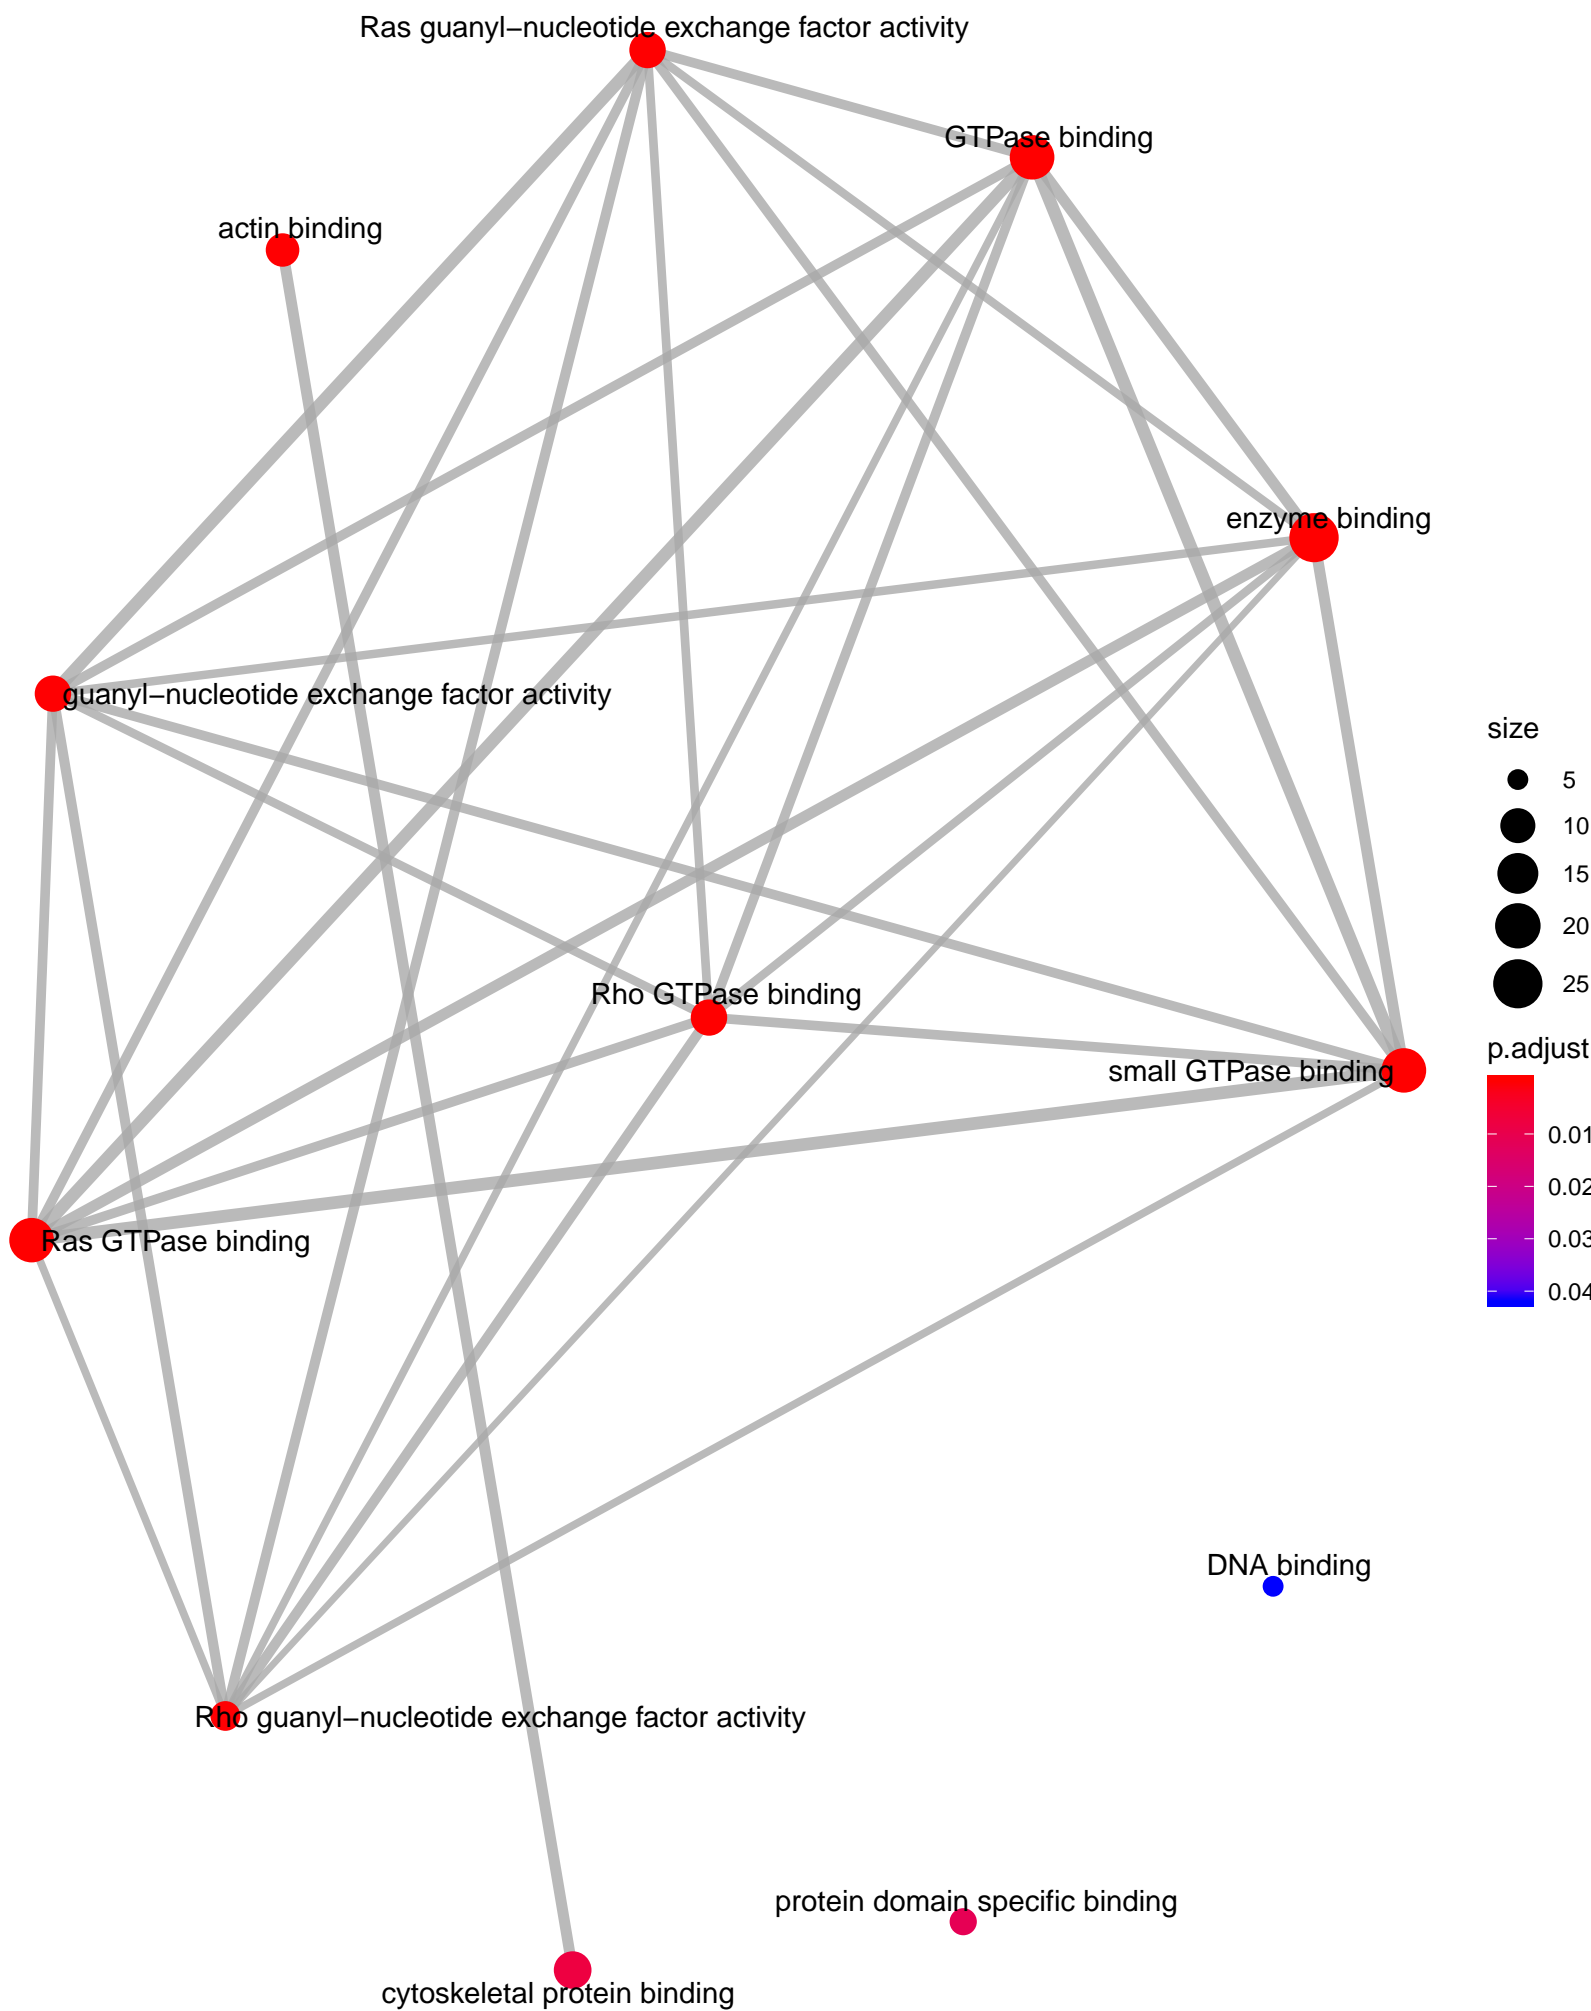 Ras guanyl−nucleotide exchange factor activity
GTPase binding
actin binding
enzyme binding
guanyl−nucleotide exchange factor activity
Rho GTPase binding
small GTPase binding
Ras GTPase binding
DNA binding
Rho guanyl−nucleotide exchange factor activity
protein domain specific binding
cytoskeletal protein binding
size
5
10
15
20
25
p.adjust
0.01
0.02
0.03
0.04